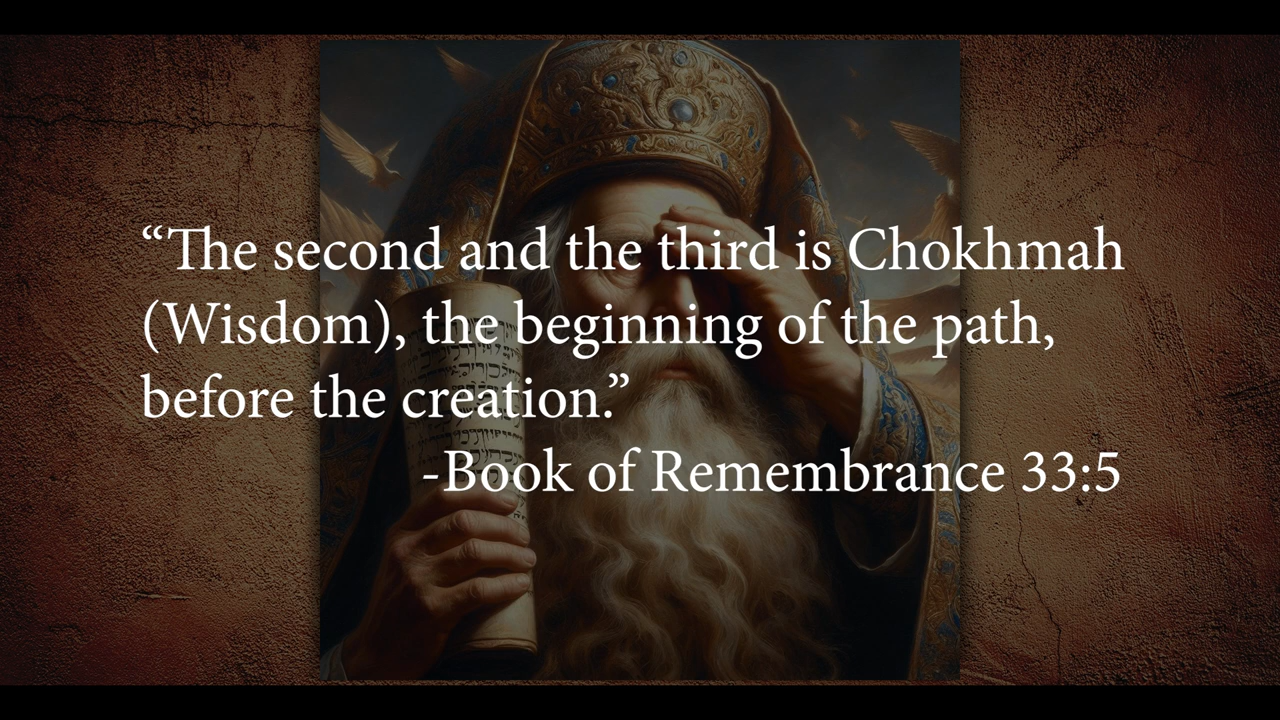 “The second and the third is Chokhmah
(Wisdom), the beginning of the path,
before the creation.”
-Book of Remembrance 33:5